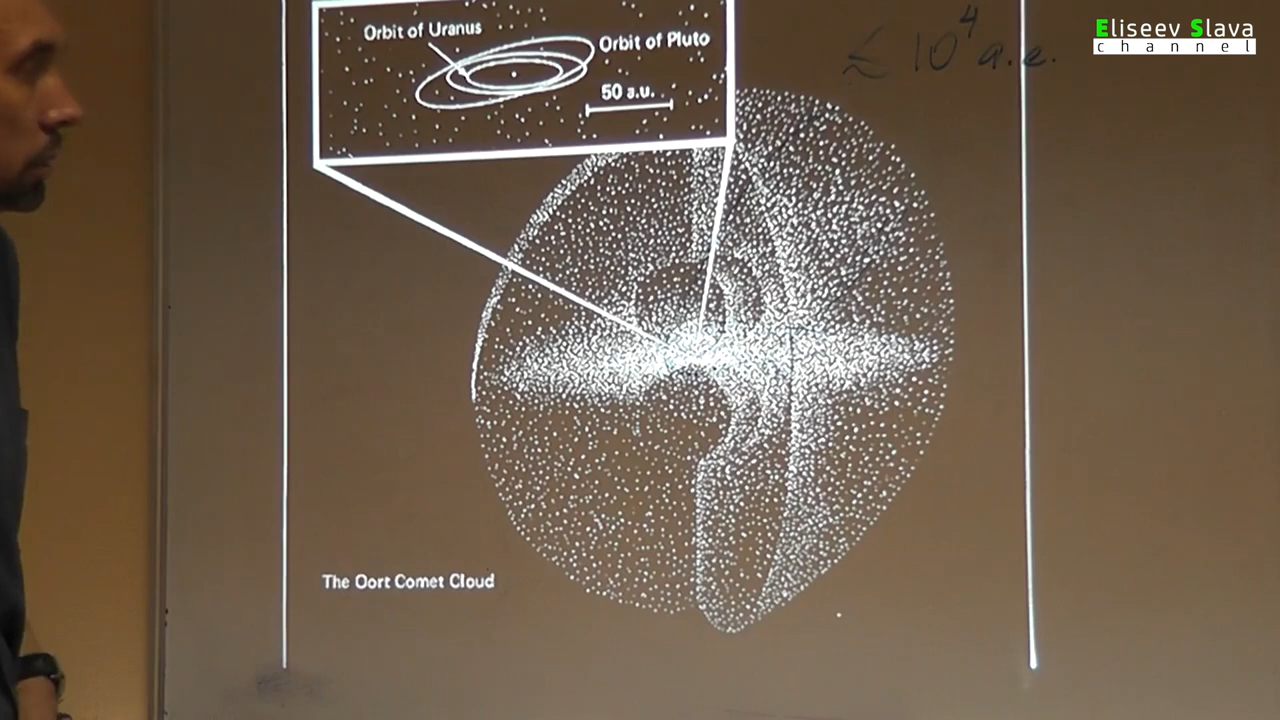 Orbit of Uranus
Orbit of Pluto
50 a.u.
≲ 10⁴ а.е.
Eliseev Slava
channel
The Oort Comet Cloud